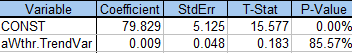 Variable Coefficient StdErr T-Stat P-Value
CONST 79.829 5.125 15.577 0.00%
aWthr.TrendVar 0.009 0.048 0.183 85.57%